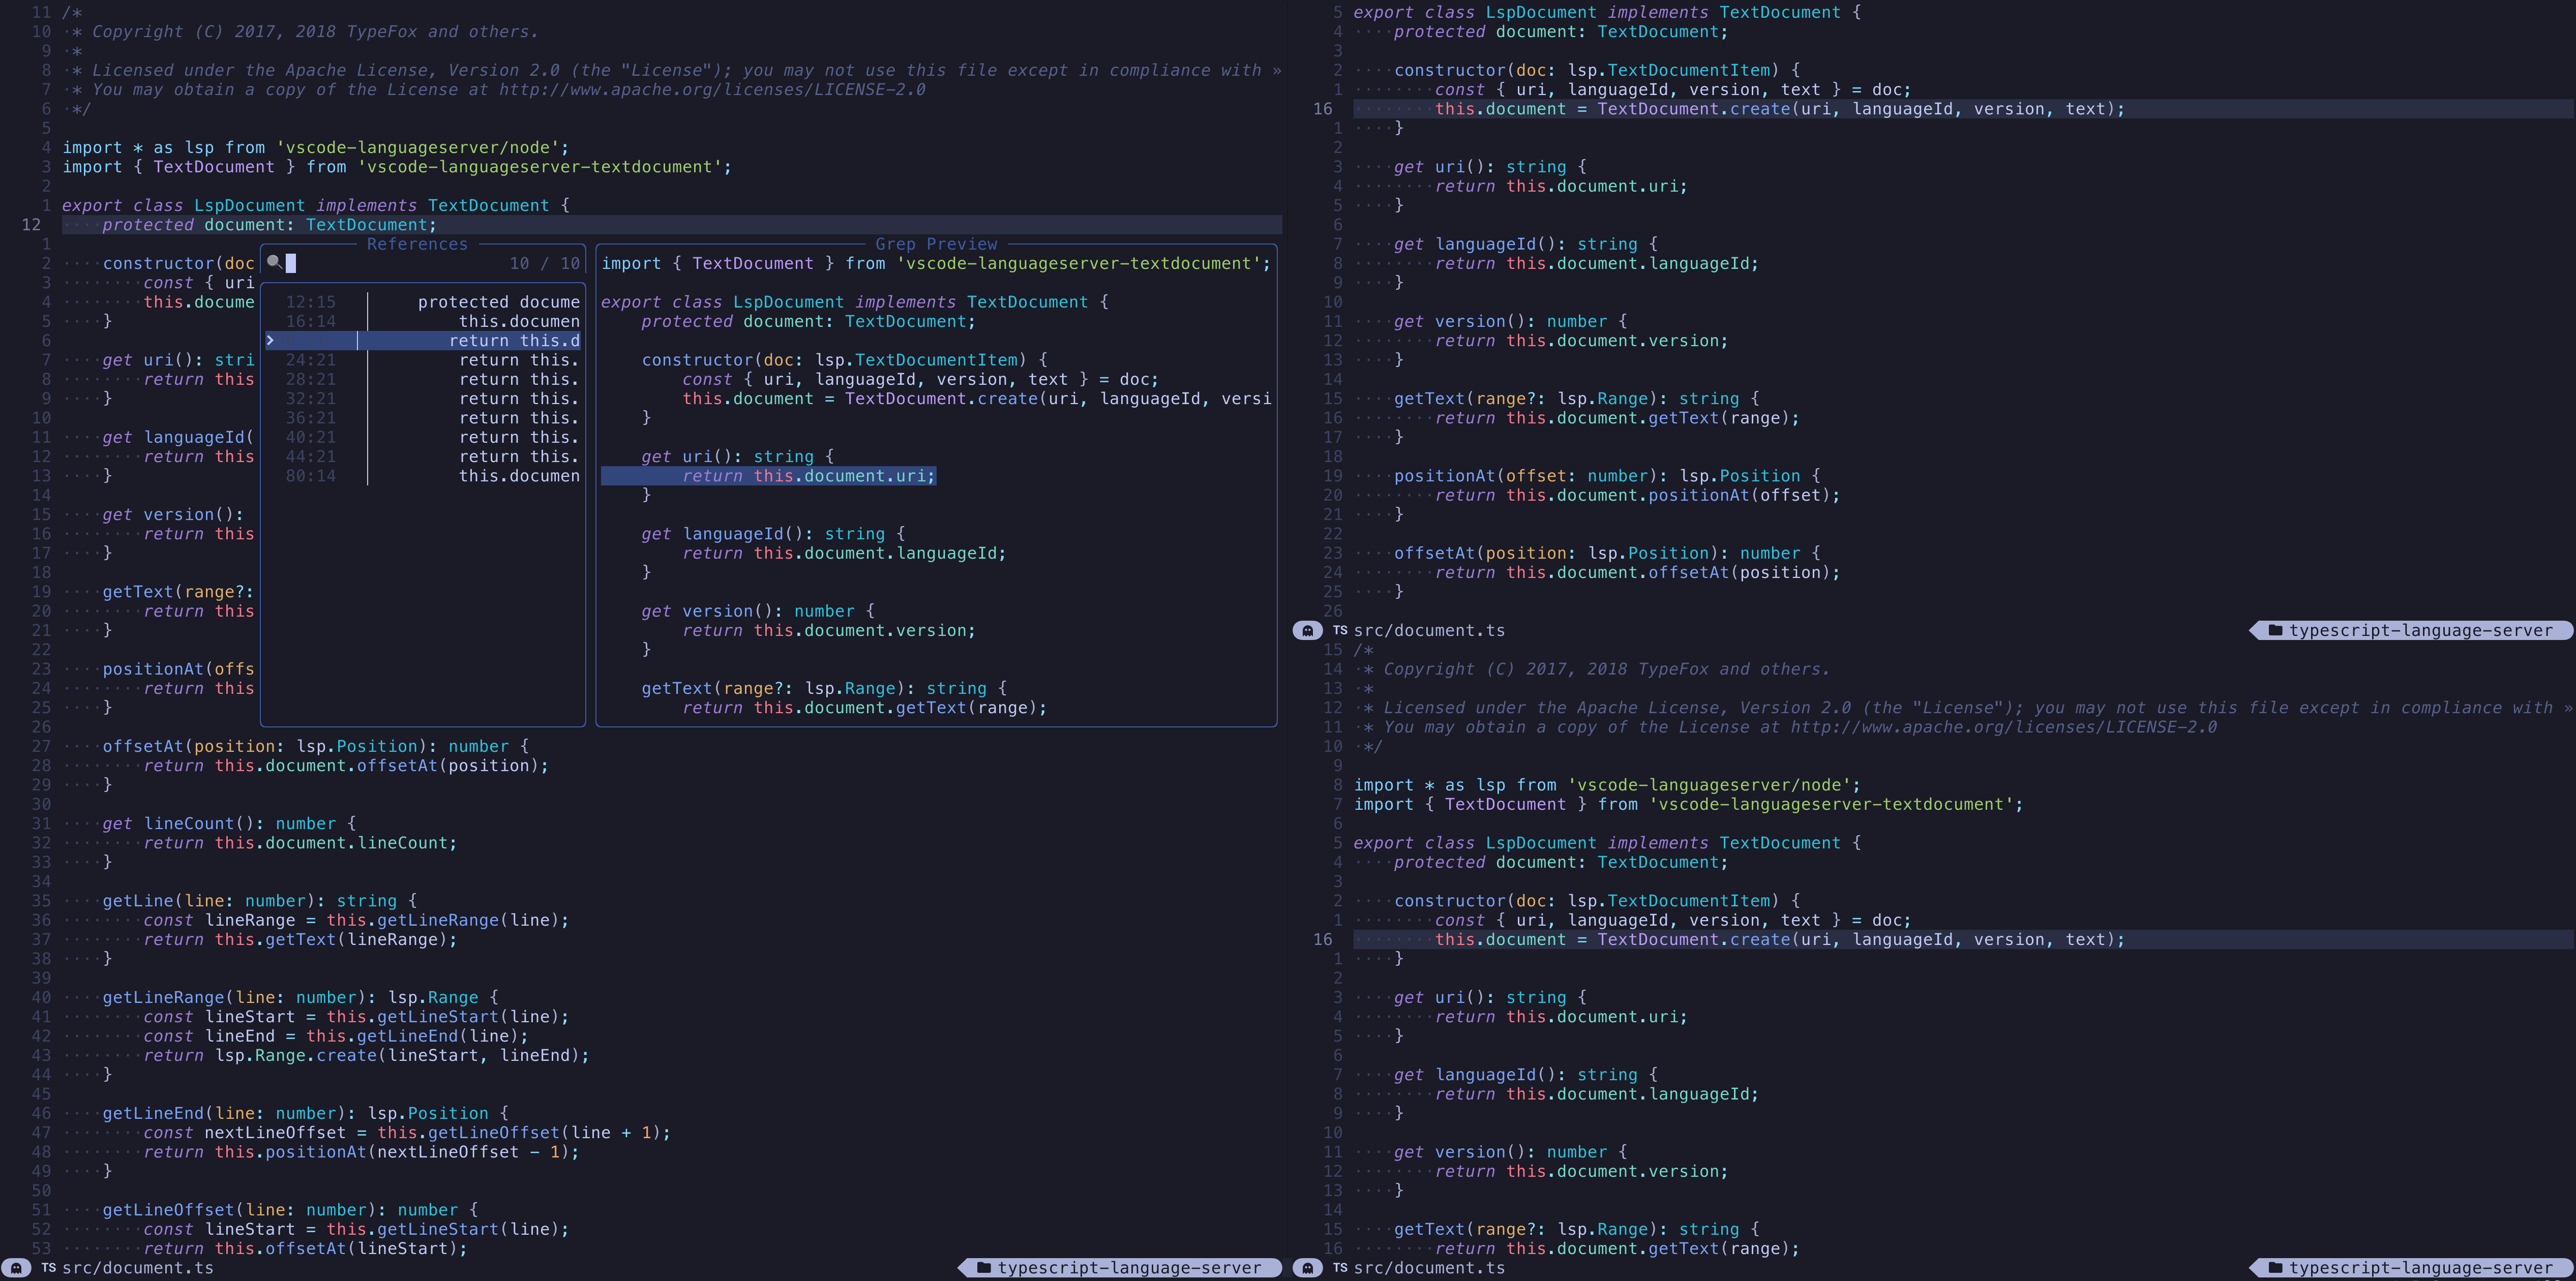 11 /*
10 * Copyright (C) 2017, 2018 TypeFox and others.
9 *
8 * Licensed under the Apache License, Version 2.0 (the "License"); you may not use this file except in compliance with »
7 * You may obtain a copy of the License at http://www.apache.org/licenses/LICENSE-2.0
6 */
5
4 import * as lsp from 'vscode-languageserver/node';
3 import { TextDocument } from 'vscode-languageserver-textdocument';
2
1 export class LspDocument implements TextDocument {
12 protected document: TextDocument;
1
2 constructor(doc
3 const { uri
4 this.docume
5 }
6
7 get uri(): stri
8 return this
9 }
10
11 get languageId(
12 return this
13 }
14
15 get version():
16 return this
17 }
18
19 getText(range?:
20 return this
21 }
22
23 positionAt(offs
24 return this
25 }
26
27 offsetAt(position: lsp.Position): number {
28 return this.document.offsetAt(position);
29 }
30
31 get lineCount(): number {
32 return this.document.lineCount;
33 }
34
35 getLine(line: number): string {
36 const lineRange = this.getLineRange(line);
37 return this.getText(lineRange);
38 }
39
40 getLineRange(line: number): lsp.Range {
41 const lineStart = this.getLineStart(line);
42 const lineEnd = this.getLineEnd(line);
43 return lsp.Range.create(lineStart, lineEnd);
44 }
45
46 getLineEnd(line: number): lsp.Position {
47 const nextLineOffset = this.getLineOffset(line + 1);
48 return this.positionAt(nextLineOffset - 1);
49 }
50
51 getLineOffset(line: number): number {
52 const lineStart = this.getLineStart(line);
53 return this.offsetAt(lineStart);
TS src/document.ts typescript-language-server
References
10 / 10
12:15 protected docume
16:14 this.documen
> return this.d
24:21 return this.
28:21 return this.
32:21 return this.
36:21 return this.
40:21 return this.
44:21 return this.
80:14 this.documen
Grep Preview
import { TextDocument } from 'vscode-languageserver-textdocument';
export class LspDocument implements TextDocument {
protected document: TextDocument;
constructor(doc: lsp.TextDocumentItem) {
const { uri, languageId, version, text } = doc;
this.document = TextDocument.create(uri, languageId, versi
}
get uri(): string {
return this.document.uri;
}
get languageId(): string {
return this.document.languageId;
}
get version(): number {
return this.document.version;
}
getText(range?: lsp.Range): string {
return this.document.getText(range);
5 export class LspDocument implements TextDocument {
4 protected document: TextDocument;
3
2 constructor(doc: lsp.TextDocumentItem) {
1 const { uri, languageId, version, text } = doc;
16 this.document = TextDocument.create(uri, languageId, version, text);
1 }
2
3 get uri(): string {
4 return this.document.uri;
5 }
6
7 get languageId(): string {
8 return this.document.languageId;
9 }
10
11 get version(): number {
12 return this.document.version;
13 }
14
15 getText(range?: lsp.Range): string {
16 return this.document.getText(range);
17 }
18
19 positionAt(offset: number): lsp.Position {
20 return this.document.positionAt(offset);
21 }
22
23 offsetAt(position: lsp.Position): number {
24 return this.document.offsetAt(position);
25 }
26
TS src/document.ts typescript-language-server
15 /*
14 * Copyright (C) 2017, 2018 TypeFox and others.
13 *
12 * Licensed under the Apache License, Version 2.0 (the "License"); you may not use this file except in compliance with »
11 * You may obtain a copy of the License at http://www.apache.org/licenses/LICENSE-2.0
10 */
9
8 import * as lsp from 'vscode-languageserver/node';
7 import { TextDocument } from 'vscode-languageserver-textdocument';
6
5 export class LspDocument implements TextDocument {
4 protected document: TextDocument;
3
2 constructor(doc: lsp.TextDocumentItem) {
1 const { uri, languageId, version, text } = doc;
16 this.document = TextDocument.create(uri, languageId, version, text);
1 }
2
3 get uri(): string {
4 return this.document.uri;
5 }
6
7 get languageId(): string {
8 return this.document.languageId;
9 }
10
11 get version(): number {
12 return this.document.version;
13 }
14
15 getText(range?: lsp.Range): string {
16 return this.document.getText(range);
TS src/document.ts typescript-language-server